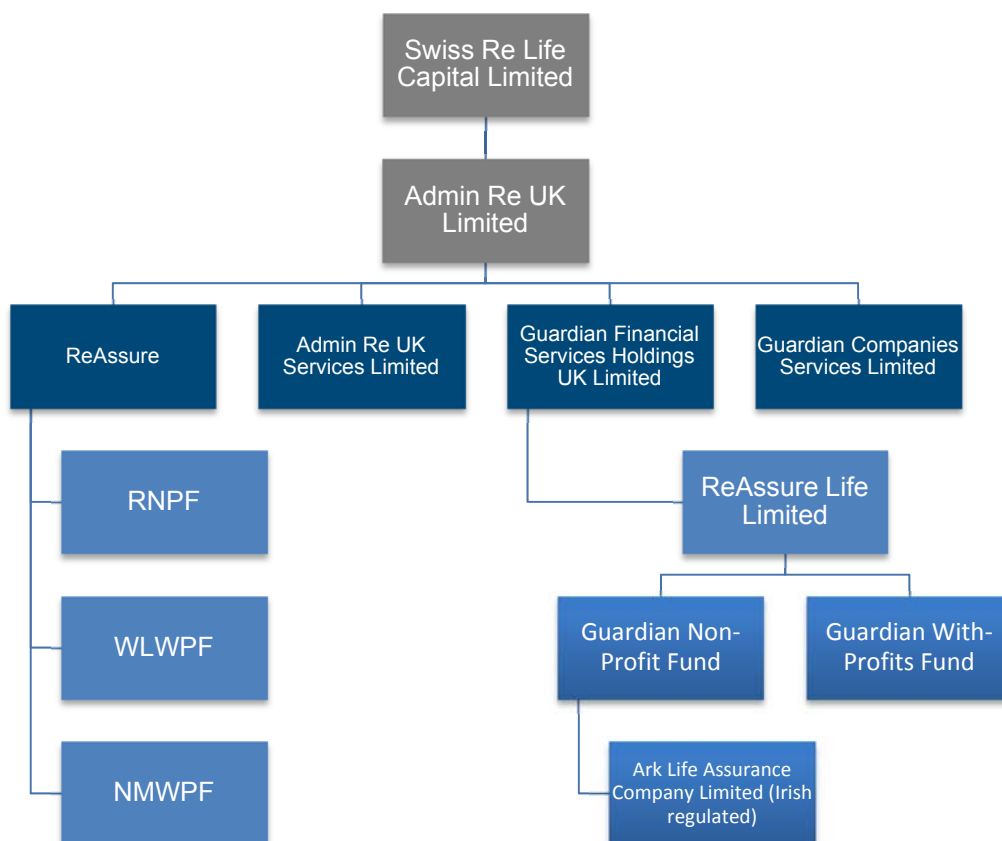 Swiss Re Life
Capital Limited
Admin Re UK
Limited
ReAssure
Admin Re UK
Services Limited
Guardian Financial
Services Holdings
UK Limited
Guardian Companies
Services Limited
RNPF
ReAssure Life
Limited
WLWPF
Guardian Non-
Profit Fund
Guardian With-
Profits Fund
NMWPF
Ark Life Assurance
Company Limited (Irish
regulated)